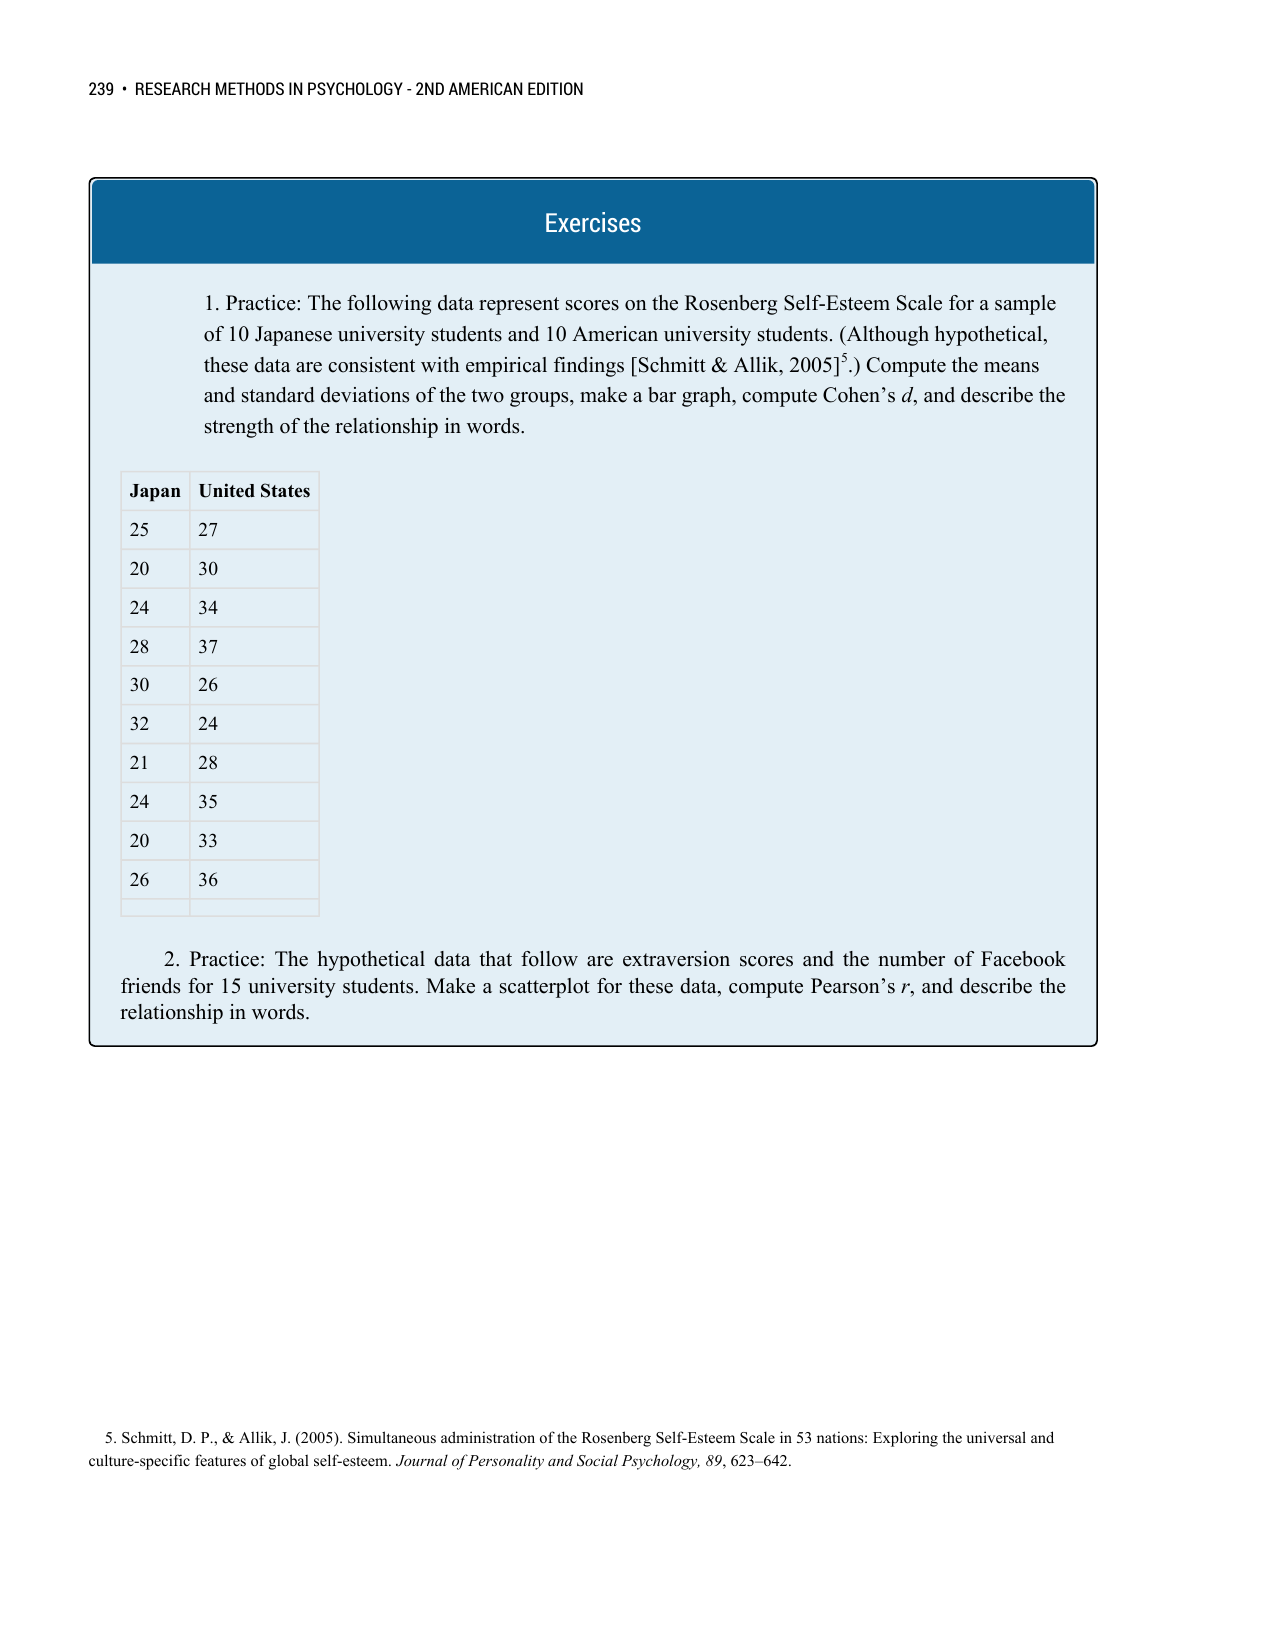 239 • RESEARCH METHODS IN PSYCHOLOGY - 2ND AMERICAN EDITION
Exercises
1. Practice: The following data represent scores on the Rosenberg Self-Esteem Scale for a sample
of 10 Japanese university students and 10 American university students. (Although hypothetical,
these data are consistent with empirical findings [Schmitt & Allik, 2005]5.) Compute the means
and standard deviations of the two groups, make a bar graph, compute Cohen’s d, and describe the
strength of the relationship in words.
Japan United States
25 27
20 30
24 34
28 37
30 26
32 24
21 28
24 35
20 33
26 36
2. Practice: The hypothetical data that follow are extraversion scores and the number of Facebook
friends for 15 university students. Make a scatterplot for these data, compute Pearson’s r, and describe the
relationship in words.
5. Schmitt, D. P., & Allik, J. (2005). Simultaneous administration of the Rosenberg Self-Esteem Scale in 53 nations: Exploring the universal and
culture-specific features of global self-esteem. Journal of Personality and Social Psychology, 89, 623–642.